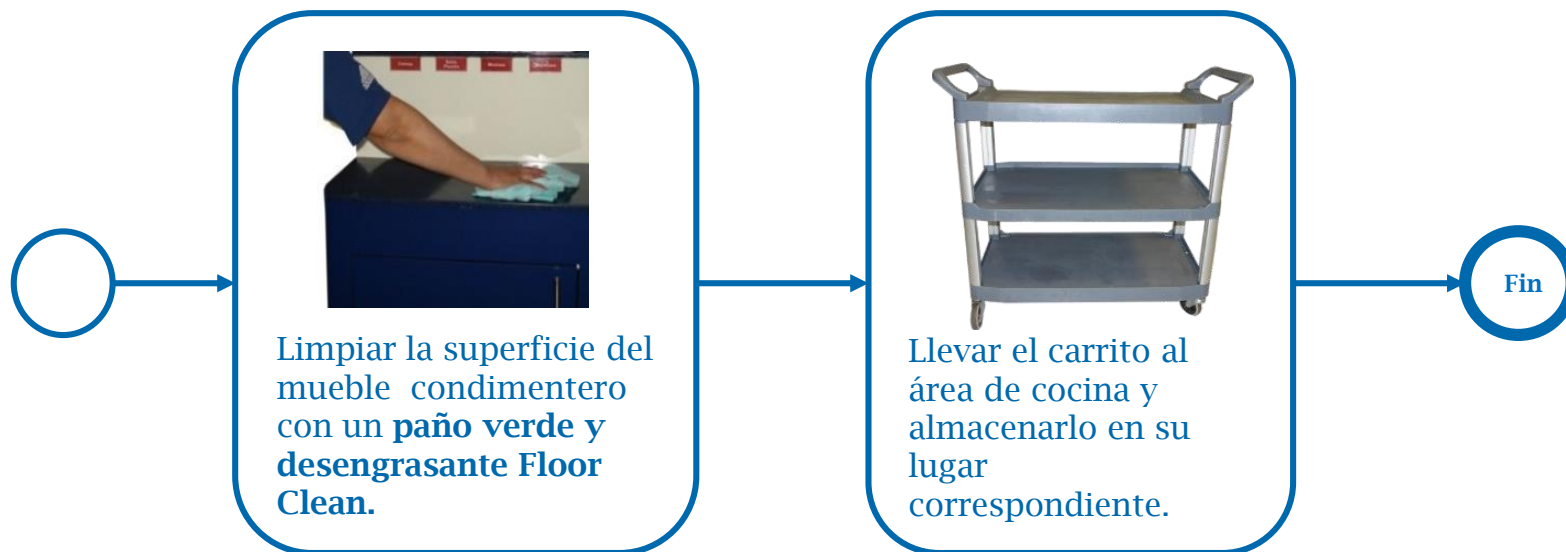 Limpiar la superficie del
mueble condimentero
con un paño verde y
desengrasante Floor
Clean.
Llevar el carrito al
área de cocina y
almacenarlo en su
lugar
correspondiente.
Fin